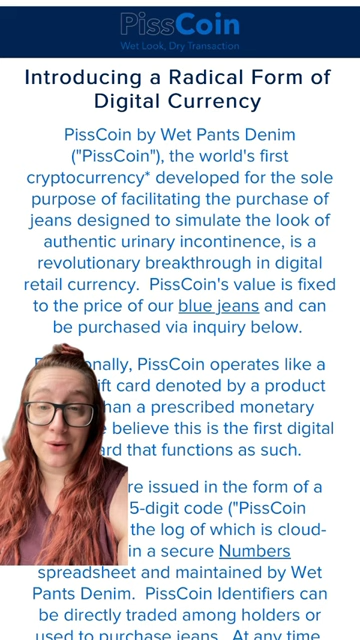 PissCoin
Wet Look, Dry Transaction
Introducing a Radical Form of
Digital Currency
PissCoin by Wet Pants Denim
("PissCoin"), the world's first
cryptocurrency* developed for the sole
purpose of facilitating the purchase of
jeans designed to simulate the look of
authentic urinary incontinence, is a
revolutionary breakthrough in digital
retail currency. PissCoin's value is fixed
to the price of our blue jeans and can
be purchased via inquiry below.
PissCoin operates like a
card denoted by a product
a prescribed monetary
believe this is the first digital
that functions as such.
issued in the form of a
5-digit code ("PissCoin
the log of which is cloud-
in a secure Numbers
spreadsheet and maintained by Wet
Pants Denim. PissCoin Identifiers can
be directly traded among holders or
used to purchase jeans. At any time